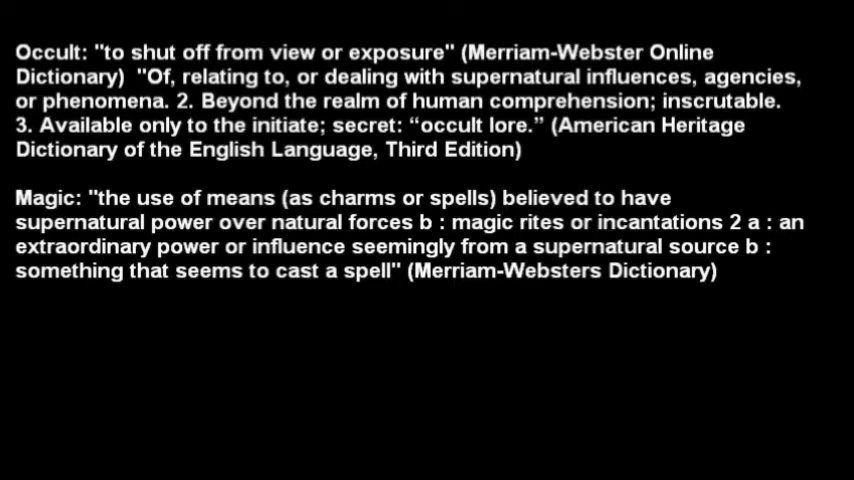 Occult: "to shut off from view or exposure" (Merriam-Webster Online
Dictionary)  "Of, relating to, or dealing with supernatural influences, agencies,
or phenomena. 2. Beyond the realm of human comprehension; inscrutable.
3. Available only to the initiate; secret: “occult lore.” (American Heritage
Dictionary of the English Language, Third Edition)
Magic: "the use of means (as charms or spells) believed to have
supernatural power over natural forces b : magic rites or incantations 2 a : an
extraordinary power or influence seemingly from a supernatural source b :
something that seems to cast a spell" (Merriam-Websters Dictionary)